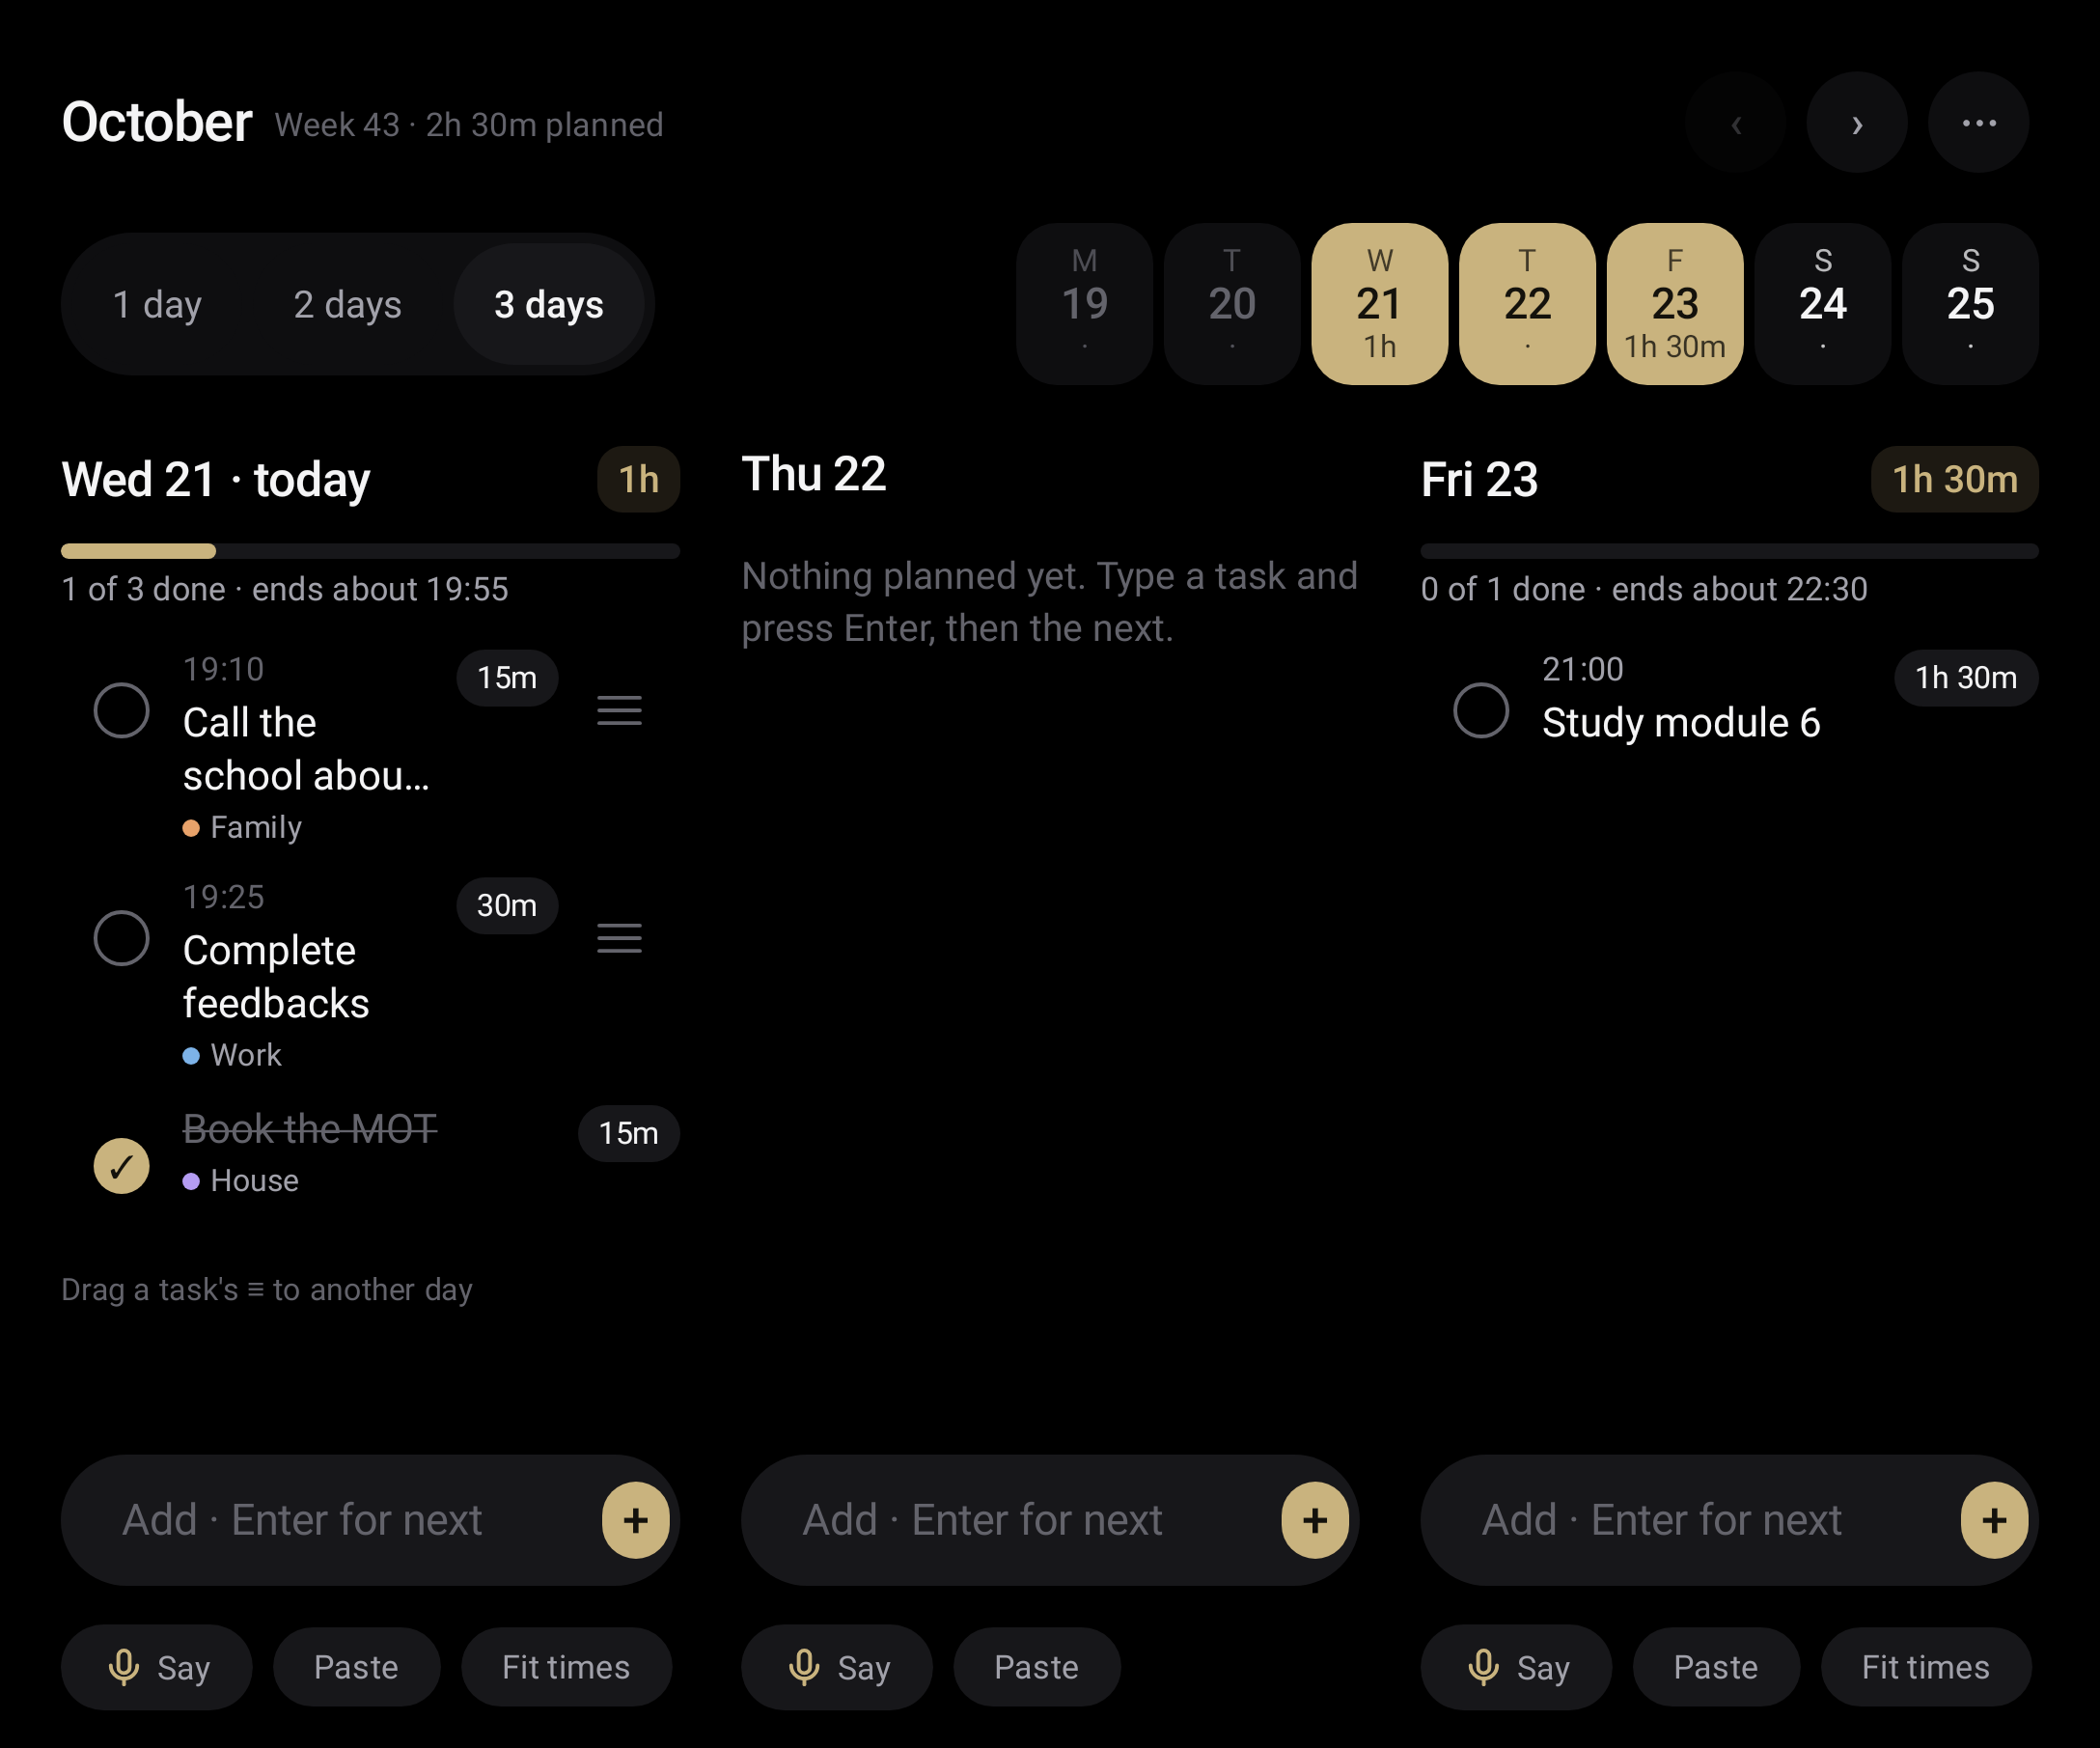 October Week 43 · 2h 30m planned
‹ › ···
1 day 2 days 3 days
M T W T F S S
19 20 21 22 23 24 25
· · 1h · 1h 30m · ·
Wed 21 · today 1h
1 of 3 done · ends about 19:55
19:10 15m
Call the
school abou...
Family
19:25 30m
Complete
feedbacks
Work
✓ Book the MOT 15m
House
Drag a task's ≡ to another day
Add · Enter for next +
Say Paste Fit times
Thu 22
Nothing planned yet. Type a task and
press Enter, then the next.
Add · Enter for next +
Say Paste
Fri 23 1h 30m
0 of 1 done · ends about 22:30
21:00 1h 30m
Study module 6
Add · Enter for next +
Say Paste Fit times